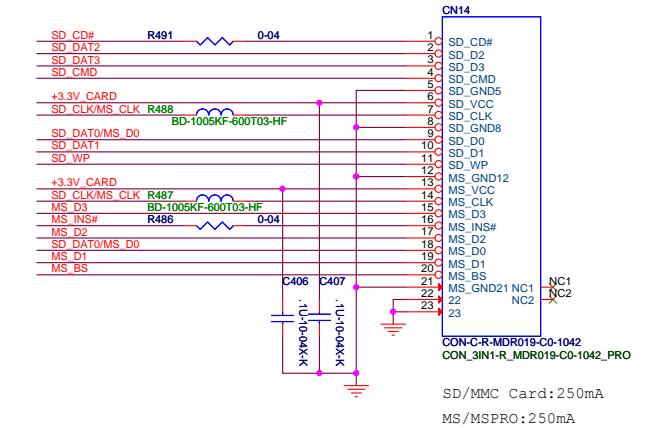 CN14
SD_CD# R491 0-04 1 SD_CD#
SD_DAT2 2 SD_D2
SD_DAT3 3 SD_D3
SD_CMD 4 SD_CMD
5 SD_GND5
+3.3V_CARD 6 SD_VCC
SD_CLK/MS_CLK R488 7 SD_CLK
BD-1005KF-600T03-HF
8 SD_GND8
SD_DAT0/MS_D0 9 SD_D0
SD_DAT1 10 SD_D1
SD_WP 11 SD_WP
12 MS_GND12
+3.3V_CARD 13 MS_VCC
SD_CLK/MS_CLK R487 14 MS_CLK
BD-1005KF-600T03-HF
MS_D3 15 MS_D3
MS_INS# R486 0-04 16 MS_INS#
MS_D2 17 MS_D2
SD_DAT0/MS_D0 18 MS_D0
MS_D1 19 MS_D1
MS_BS 20 MS_BS
21 MS_GND21 NC1 NC1
22 22 NC2 NC2
23 23
C406 C407
.1U-10-04X-K .1U-10-04X-K
CON-C-R-MDR019-C0-1042
CON_3IN1-R_MDR019-C0-1042_PRO
SD/MMC Card:250mA
MS/MSPRO:250mA